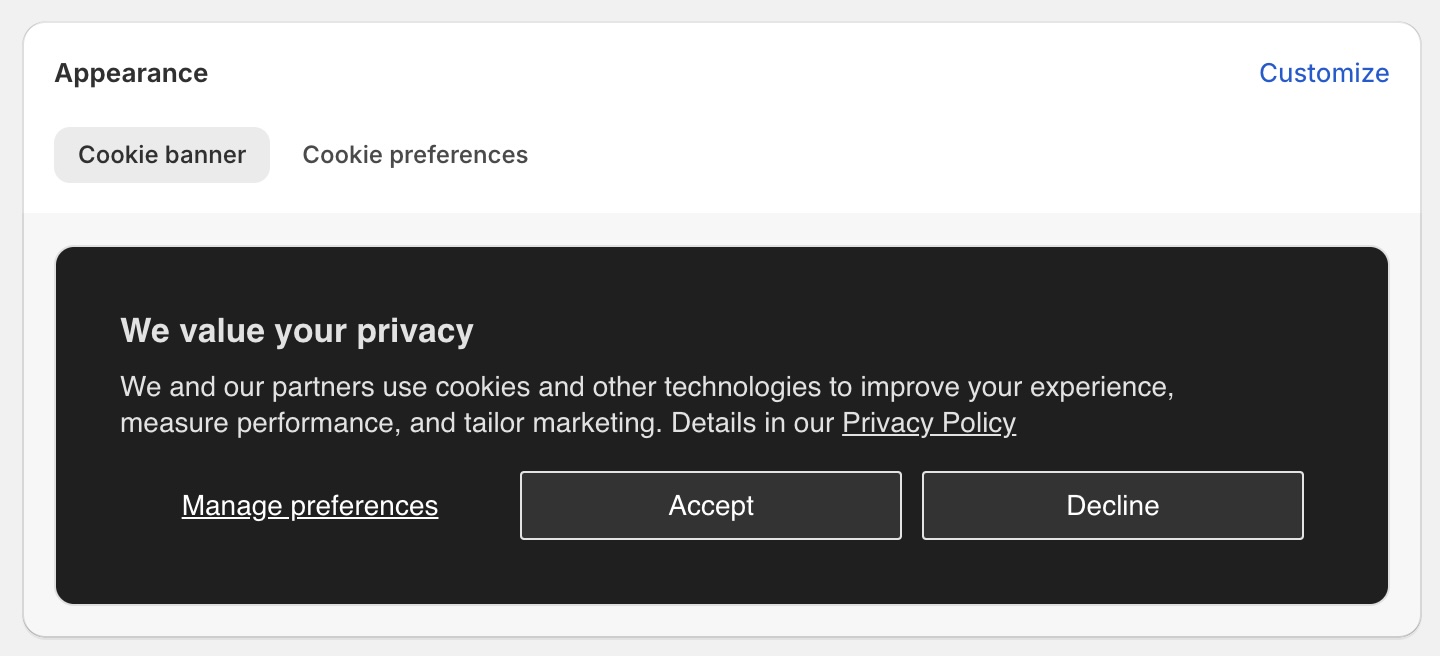 Appearance
Customize
Cookie banner
Cookie preferences
We value your privacy
We and our partners use cookies and other technologies to improve your experience,
measure performance, and tailor marketing. Details in our Privacy Policy
Manage preferences
Accept
Decline